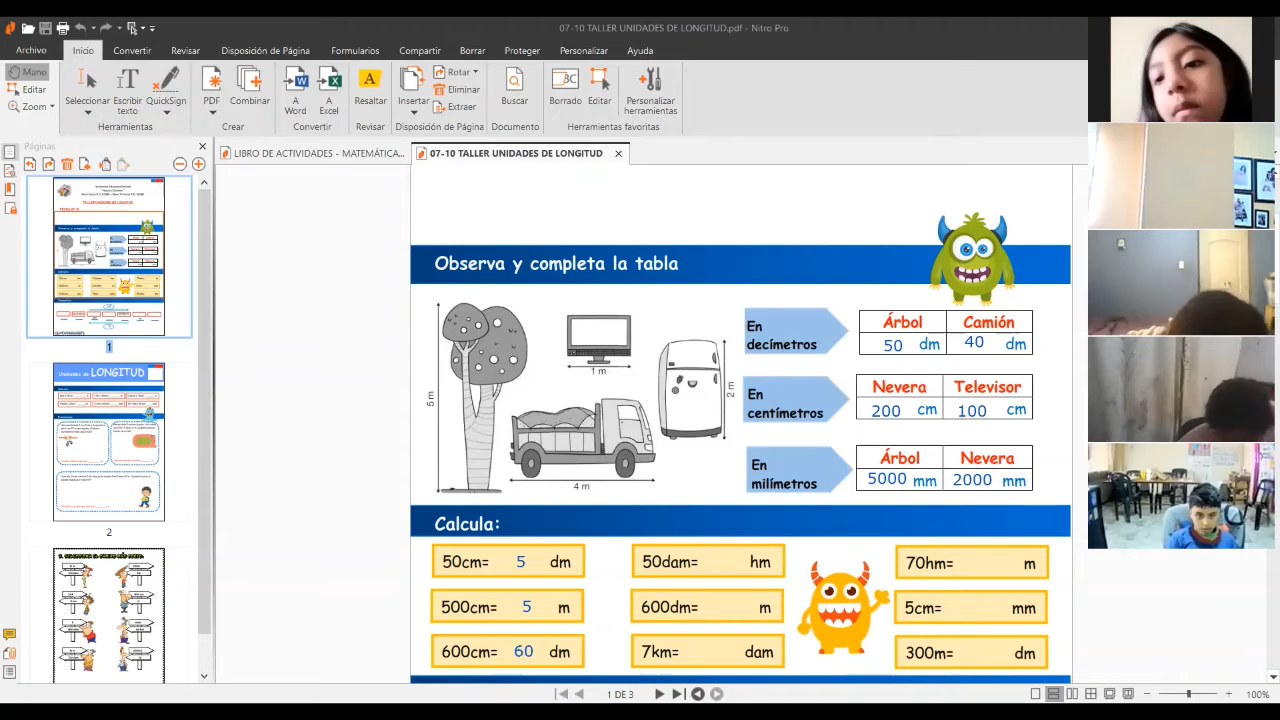 07-10 TALLER UNIDADES DE LONGITUD.pdf - Nitro Pro
Archivo Inicio Convertir Revisar Disposición de Página Formularios Compartir Borrar Proteger Personalizar Ayuda
Mano
Editar
Zoom
Seleccionar
Escribir texto
QuickSign
Herramientas
PDF
Combinar
Crear
A Word
A Excel
Convertir
Resaltar
Revisar
Insertar
Rotar
Eliminar
Extraer
Disposición de Página
Buscar
Documento
Borrado
Editar
Herramientas favoritas
Personalizar herramientas
Páginas
LIBRO DE ACTIVIDADES - MATEMÁTICA...
07-10 TALLER UNIDADES DE LONGITUD
1
Unidades de LONGITUD
2
Observa y completa la tabla
5 m
1 m
2 m
4 m
En decímetros
Árbol Camión
50 dm 40 dm
En centímetros
Nevera Televisor
200 cm 100 cm
En milímetros
Árbol Nevera
5000 mm 2000 mm
Calcula:
50cm= 5 dm 50dam= hm 70hm= m
500cm= 5 m 600dm= m 5cm= mm
600cm= 60 dm 7km= dam 300m= dm
1 DE 3
100%